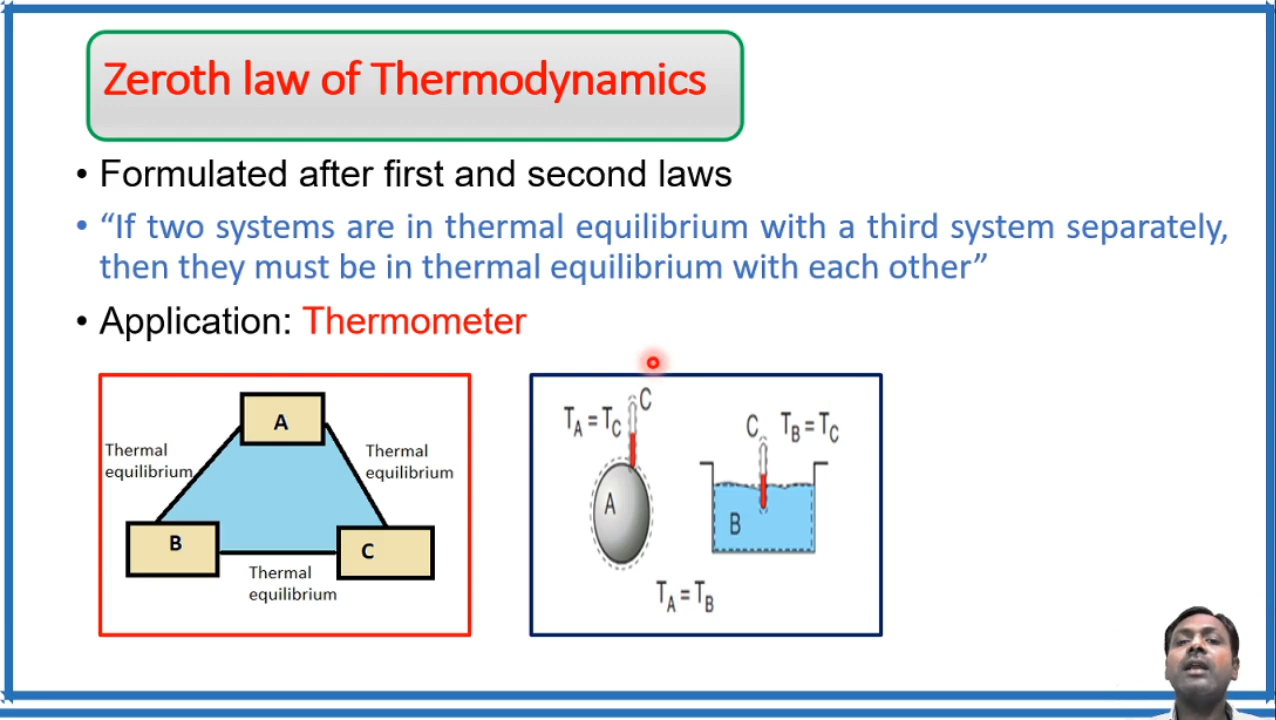 Zeroth law of Thermodynamics
• Formulated after first and second laws
• “If two systems are in thermal equilibrium with a third system separately,
then they must be in thermal equilibrium with each other”
• Application: Thermometer
A
Thermal
equilibrium
Thermal
equilibrium
B
C
Thermal
equilibrium
T_A = T_C
C
A
C
T_B = T_C
B
T_A = T_B